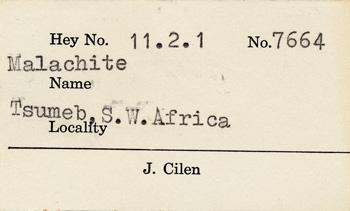 Hey No. 11.2.1 No. 7664
Malachite
Name
Tsumeb, S.W.Africa
Locality
J. Cilen